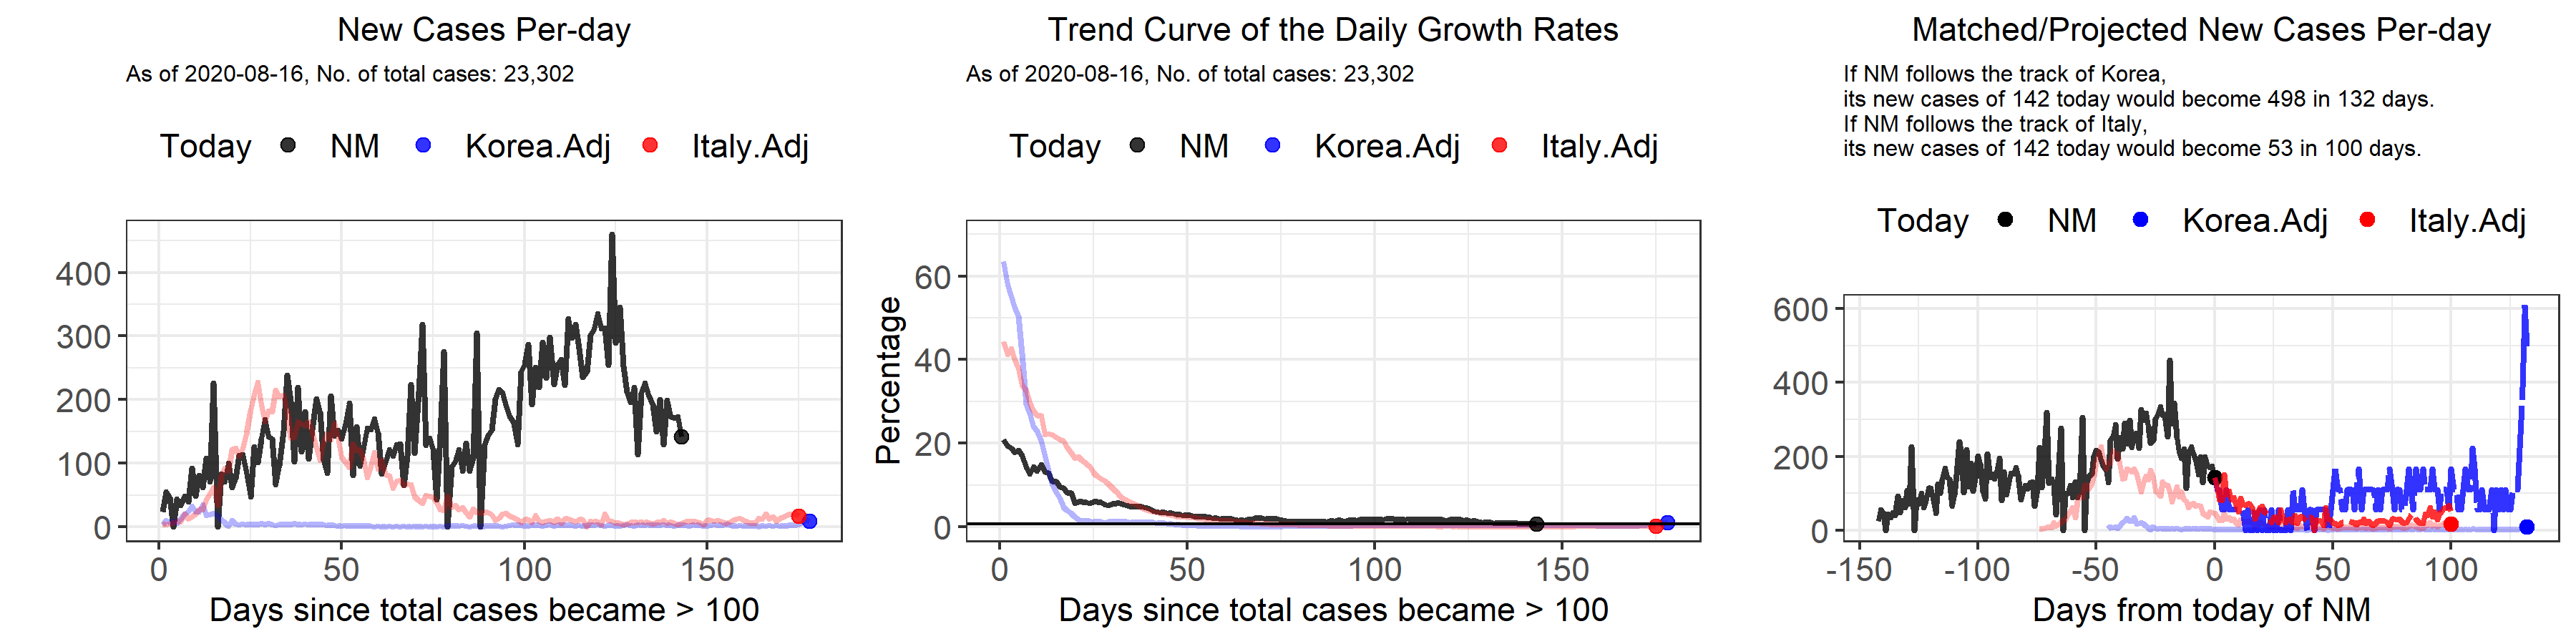 New Cases Per-day
As of 2020-08-16, No. of total cases: 23,302
Today NM Korea.Adj Italy.Adj
400
300
200
100
0
0 50 100 150
Days since total cases became > 100
Trend Curve of the Daily Growth Rates
As of 2020-08-16, No. of total cases: 23,302
Today NM Korea.Adj Italy.Adj
Percentage
60
40
20
0
0 50 100 150
Days since total cases became > 100
Matched/Projected New Cases Per-day
If NM follows the track of Korea,
its new cases of 142 today would become 498 in 132 days.
If NM follows the track of Italy,
its new cases of 142 today would become 53 in 100 days.
Today NM Korea.Adj Italy.Adj
600
400
200
0
-150 -100 -50 0 50 100
Days from today of NM